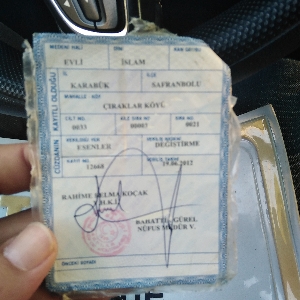 MEDENİ HALİ DİNİ KAN GRUBU
EVLİ İSLAM
İL İLÇE
KARABÜK SAFRANBOLU
MAHALLE - KÖY
ÇIRAKLAR KÖYÜ
CİLT NO AİLE SIRA NO SIRA NO
0033 00007 0021
VERİLDİĞİ YER VERİLİŞ NEDENİ
ESENLER DEĞİŞTİRME
KAYIT NO VERİLİŞ TARİHİ
12668 19.06.2012
RAHİME SELMA KOÇAK
V.H.K.İ.
BAHATTİN GÜREL
NÜFUS MÜDÜR V.
ÖNCEKİ SOYADI
CÜZDANIN KAYITLI OLDUĞU